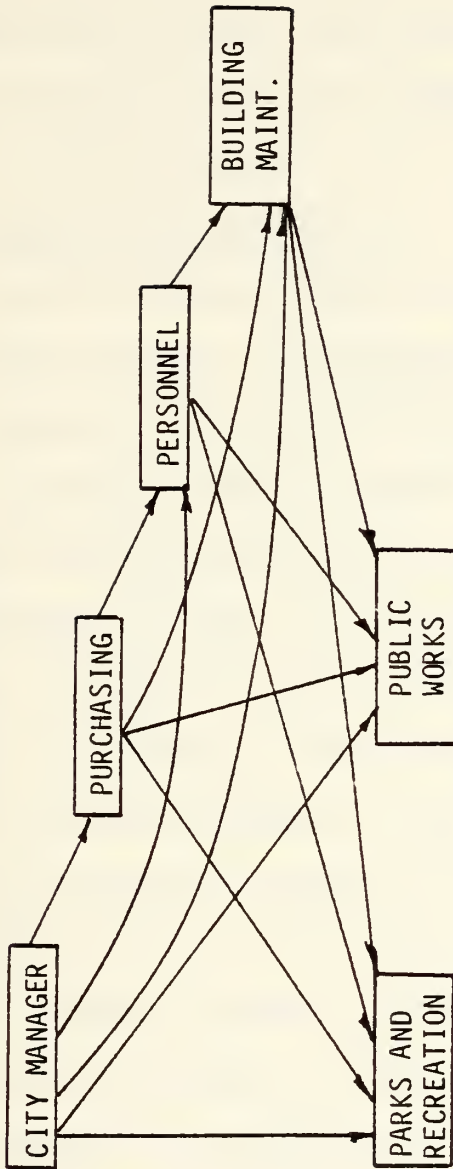 CITY MANAGER
PURCHASING
PERSONNEL
BUILDING
MAINT.
PARKS AND
RECREATION
PUBLIC
WORKS